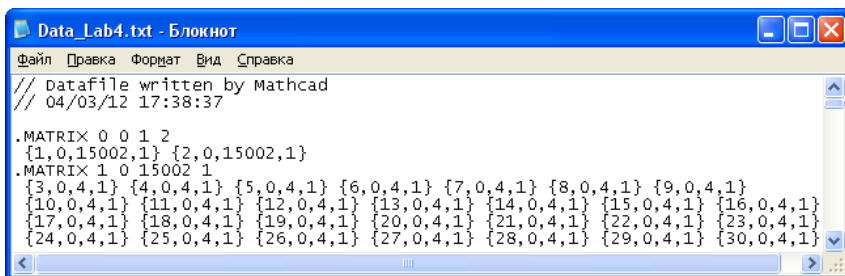 Data_Lab4.txt - Блокнот
Файл Правка Формат Вид Справка
// Datafile written by Mathcad
// 04/03/12 17:38:37
.MATRIX 0 0 1 2
{1,0,15002,1} {2,0,15002,1}
.MATRIX 1 0 15002 1
{3,0,4,1} {4,0,4,1} {5,0,4,1} {6,0,4,1} {7,0,4,1} {8,0,4,1} {9,0,4,1}
{10,0,4,1} {11,0,4,1} {12,0,4,1} {13,0,4,1} {14,0,4,1} {15,0,4,1} {16,0,4,1}
{17,0,4,1} {18,0,4,1} {19,0,4,1} {20,0,4,1} {21,0,4,1} {22,0,4,1} {23,0,4,1}
{24,0,4,1} {25,0,4,1} {26,0,4,1} {27,0,4,1} {28,0,4,1} {29,0,4,1} {30,0,4,1}